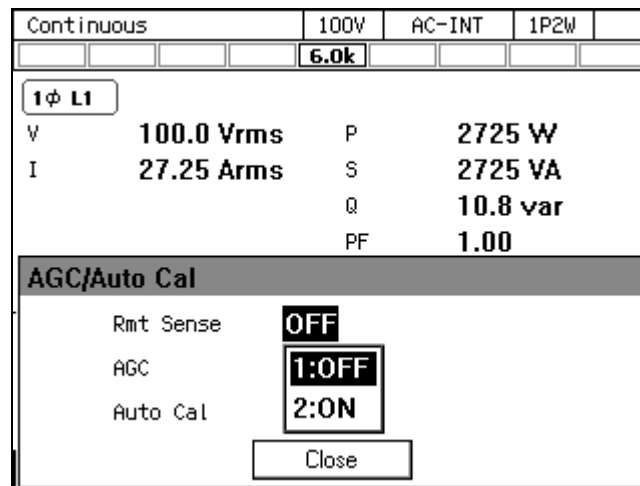 Continuous 100V AC-INT 1P2W
6.0k
1ϕ L1
V 100.0 Vrms P 2725 W
I 27.25 Arms S 2725 VA
Q 10.8 var
PF 1.00
AGC/Auto Cal
Rmt Sense OFF
AGC 1:OFF
Auto Cal 2:ON
Close